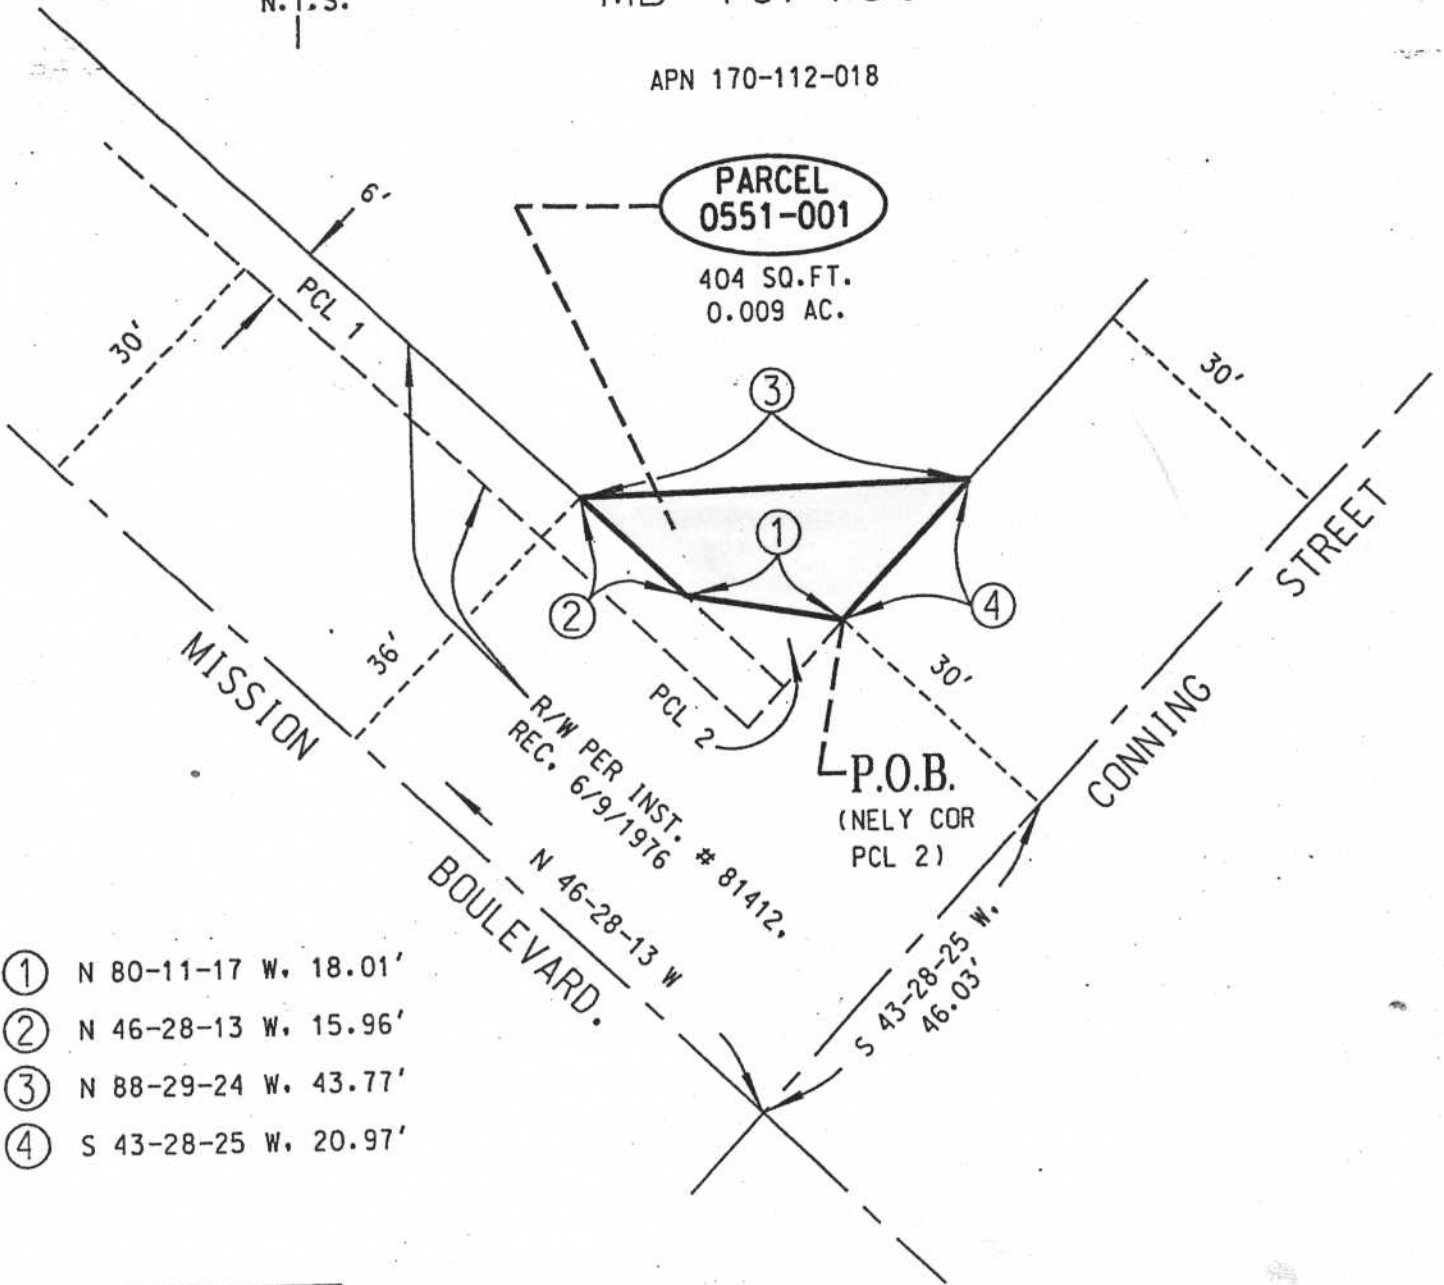 N.T.S.
APN 170-112-018
PARCEL
0551-001
404 SQ.FT.
0.009 AC.
6'
PCL 1
30'
30'
3
1
2
4
36'
30'
STREET
CONNING
MISSION
BOULEVARD.
PCL 2
R/W PER INST. # 81412,
REC. 6/9/1976
P.O.B.
(NELY COR
PCL 2)
N 46-28-13 W
S 43-28-25 W.
46.03'
1 N 80-11-17 W. 18.01'
2 N 46-28-13 W. 15.96'
3 N 88-29-24 W. 43.77'
4 S 43-28-25 W. 20.97'